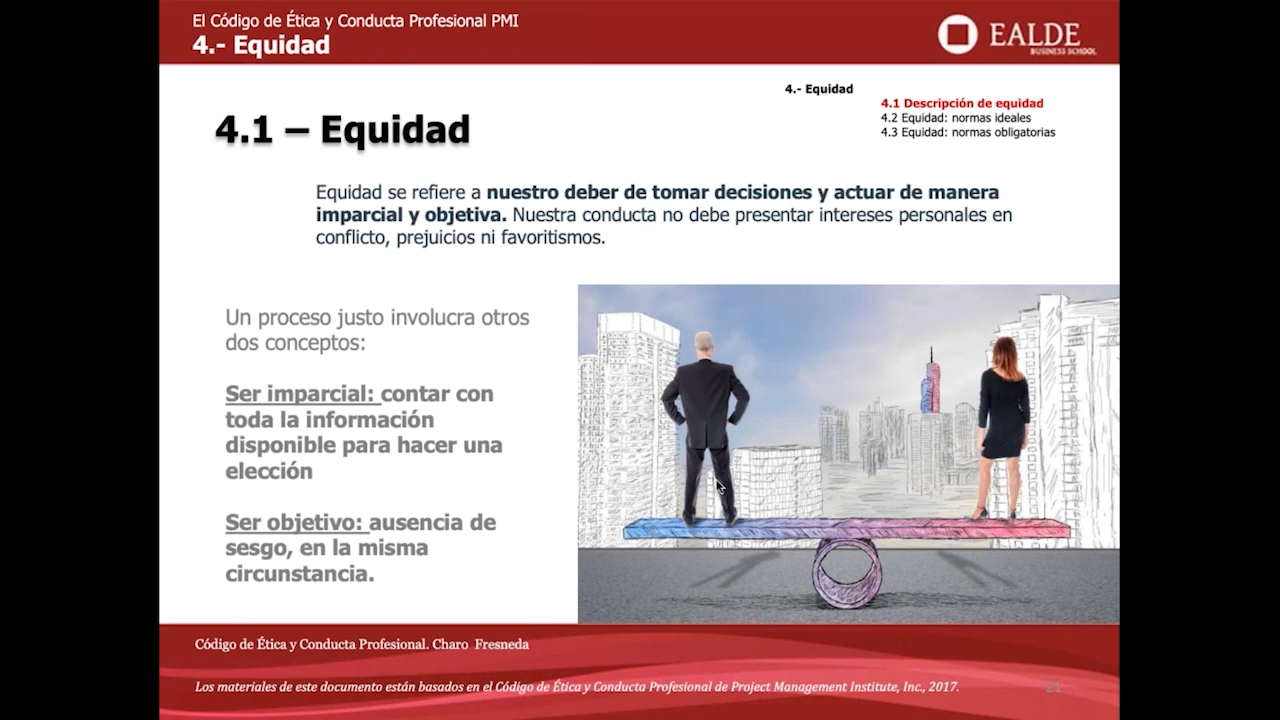 El Código de Ética y Conducta Profesional PMI
4.- Equidad
EALDE
BUSINESS SCHOOL
4.- Equidad
4.1 Descripción de equidad
4.2 Equidad: normas ideales
4.3 Equidad: normas obligatorias
4.1 – Equidad
Equidad se refiere a nuestro deber de tomar decisiones y actuar de manera
imparcial y objetiva. Nuestra conducta no debe presentar intereses personales en
conflicto, prejuicios ni favoritismos.
Un proceso justo involucra otros
dos conceptos:
Ser imparcial: contar con
toda la información
disponible para hacer una
elección
Ser objetivo: ausencia de
sesgo, en la misma
circunstancia.
Código de Ética y Conducta Profesional. Charo Fresneda
Los materiales de este documento están basados en el Código de Ética y Conducta Profesional de Project Management Institute, Inc., 2017.
21